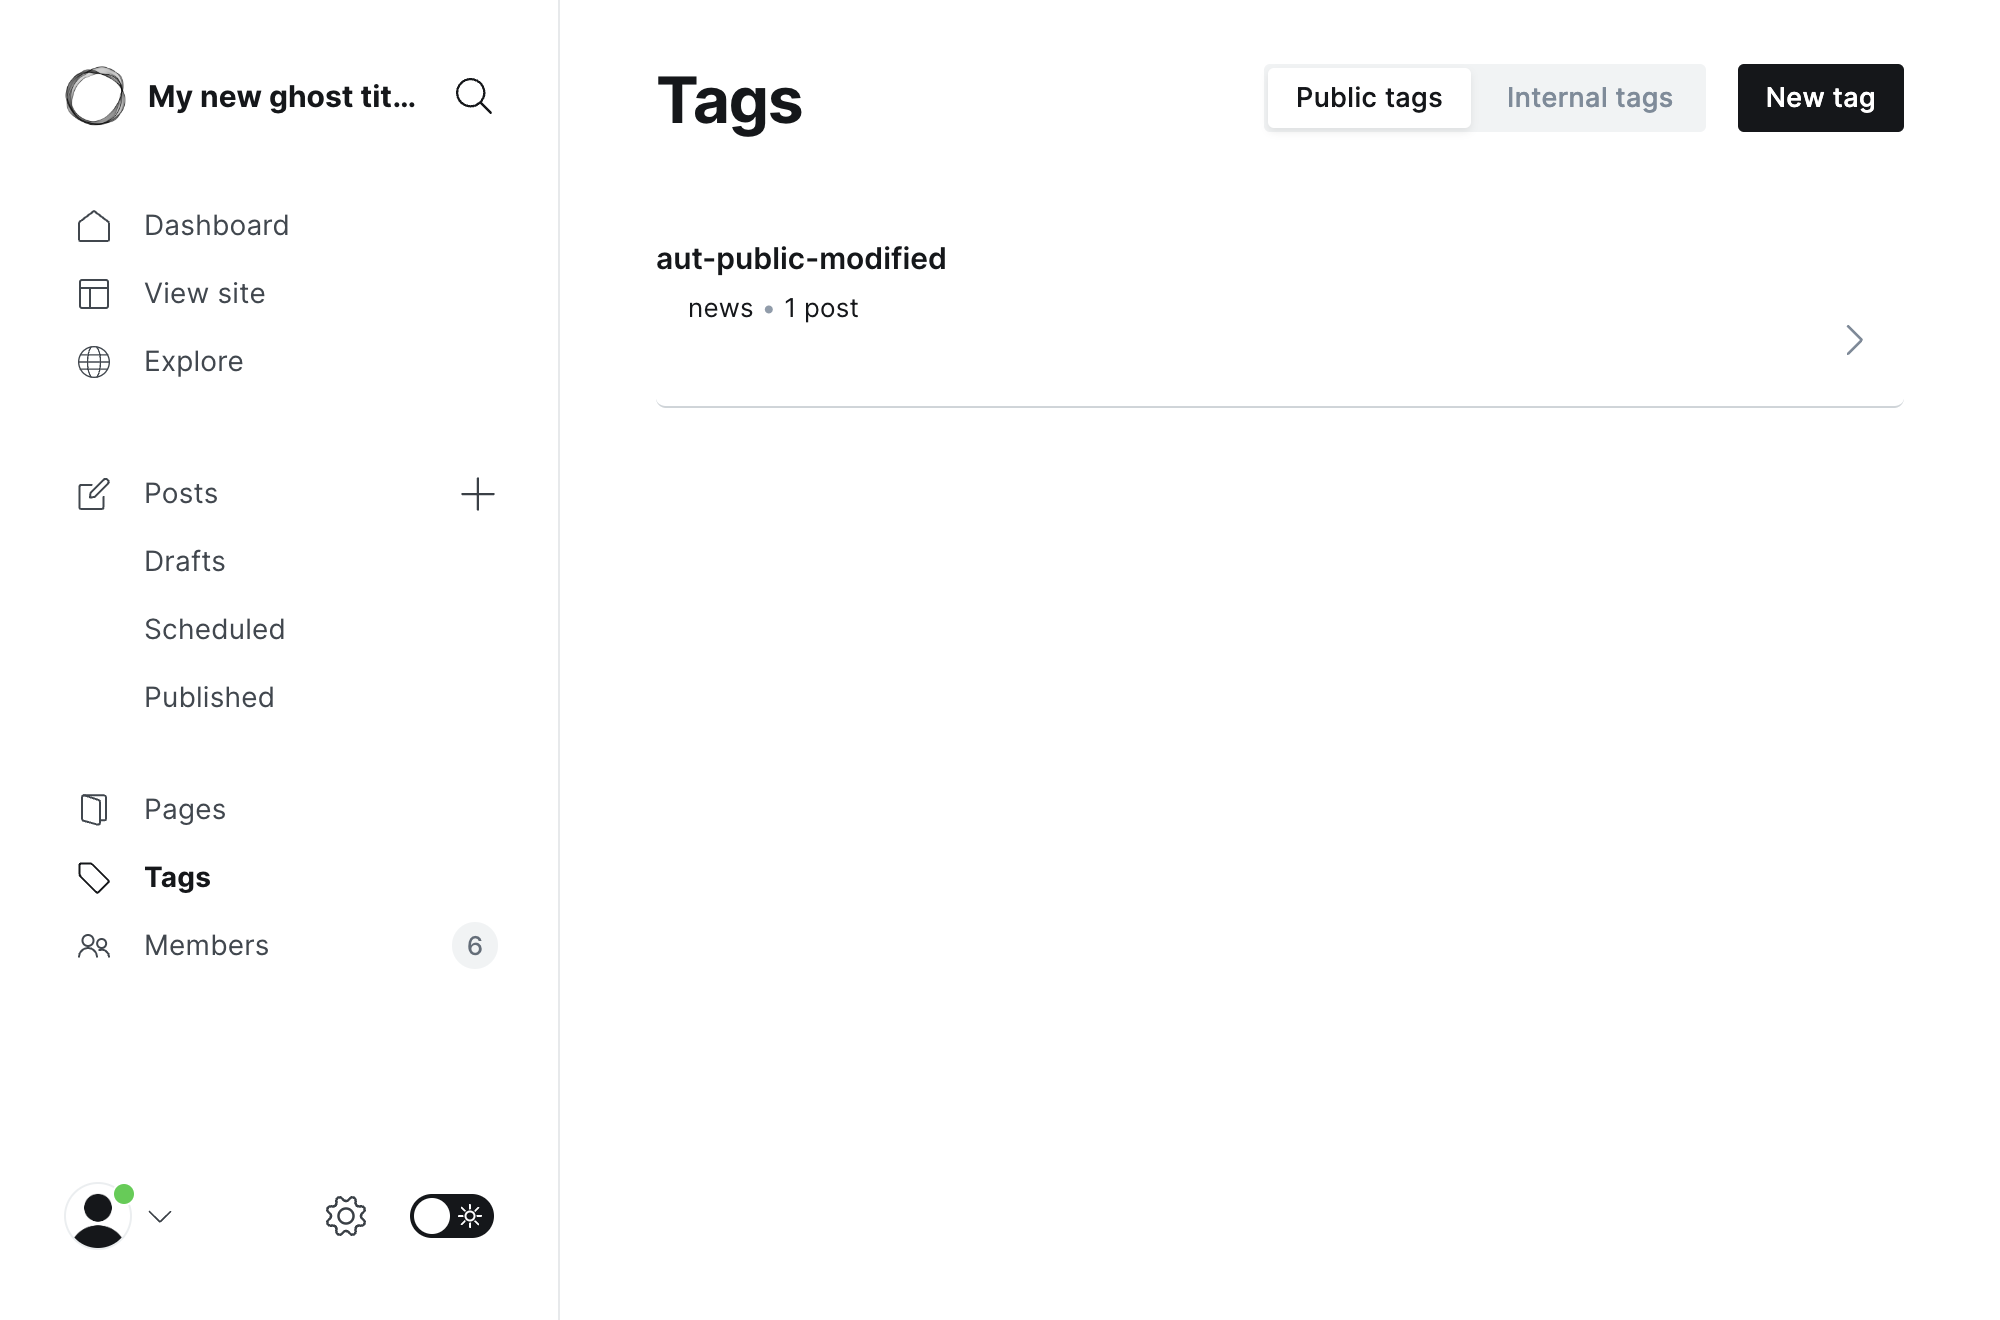 My new ghost tit...
Dashboard
View site
Explore
Posts
Drafts
Scheduled
Published
Pages
Tags
Members 6
Tags
Public tags Internal tags New tag
aut-public-modified
news • 1 post